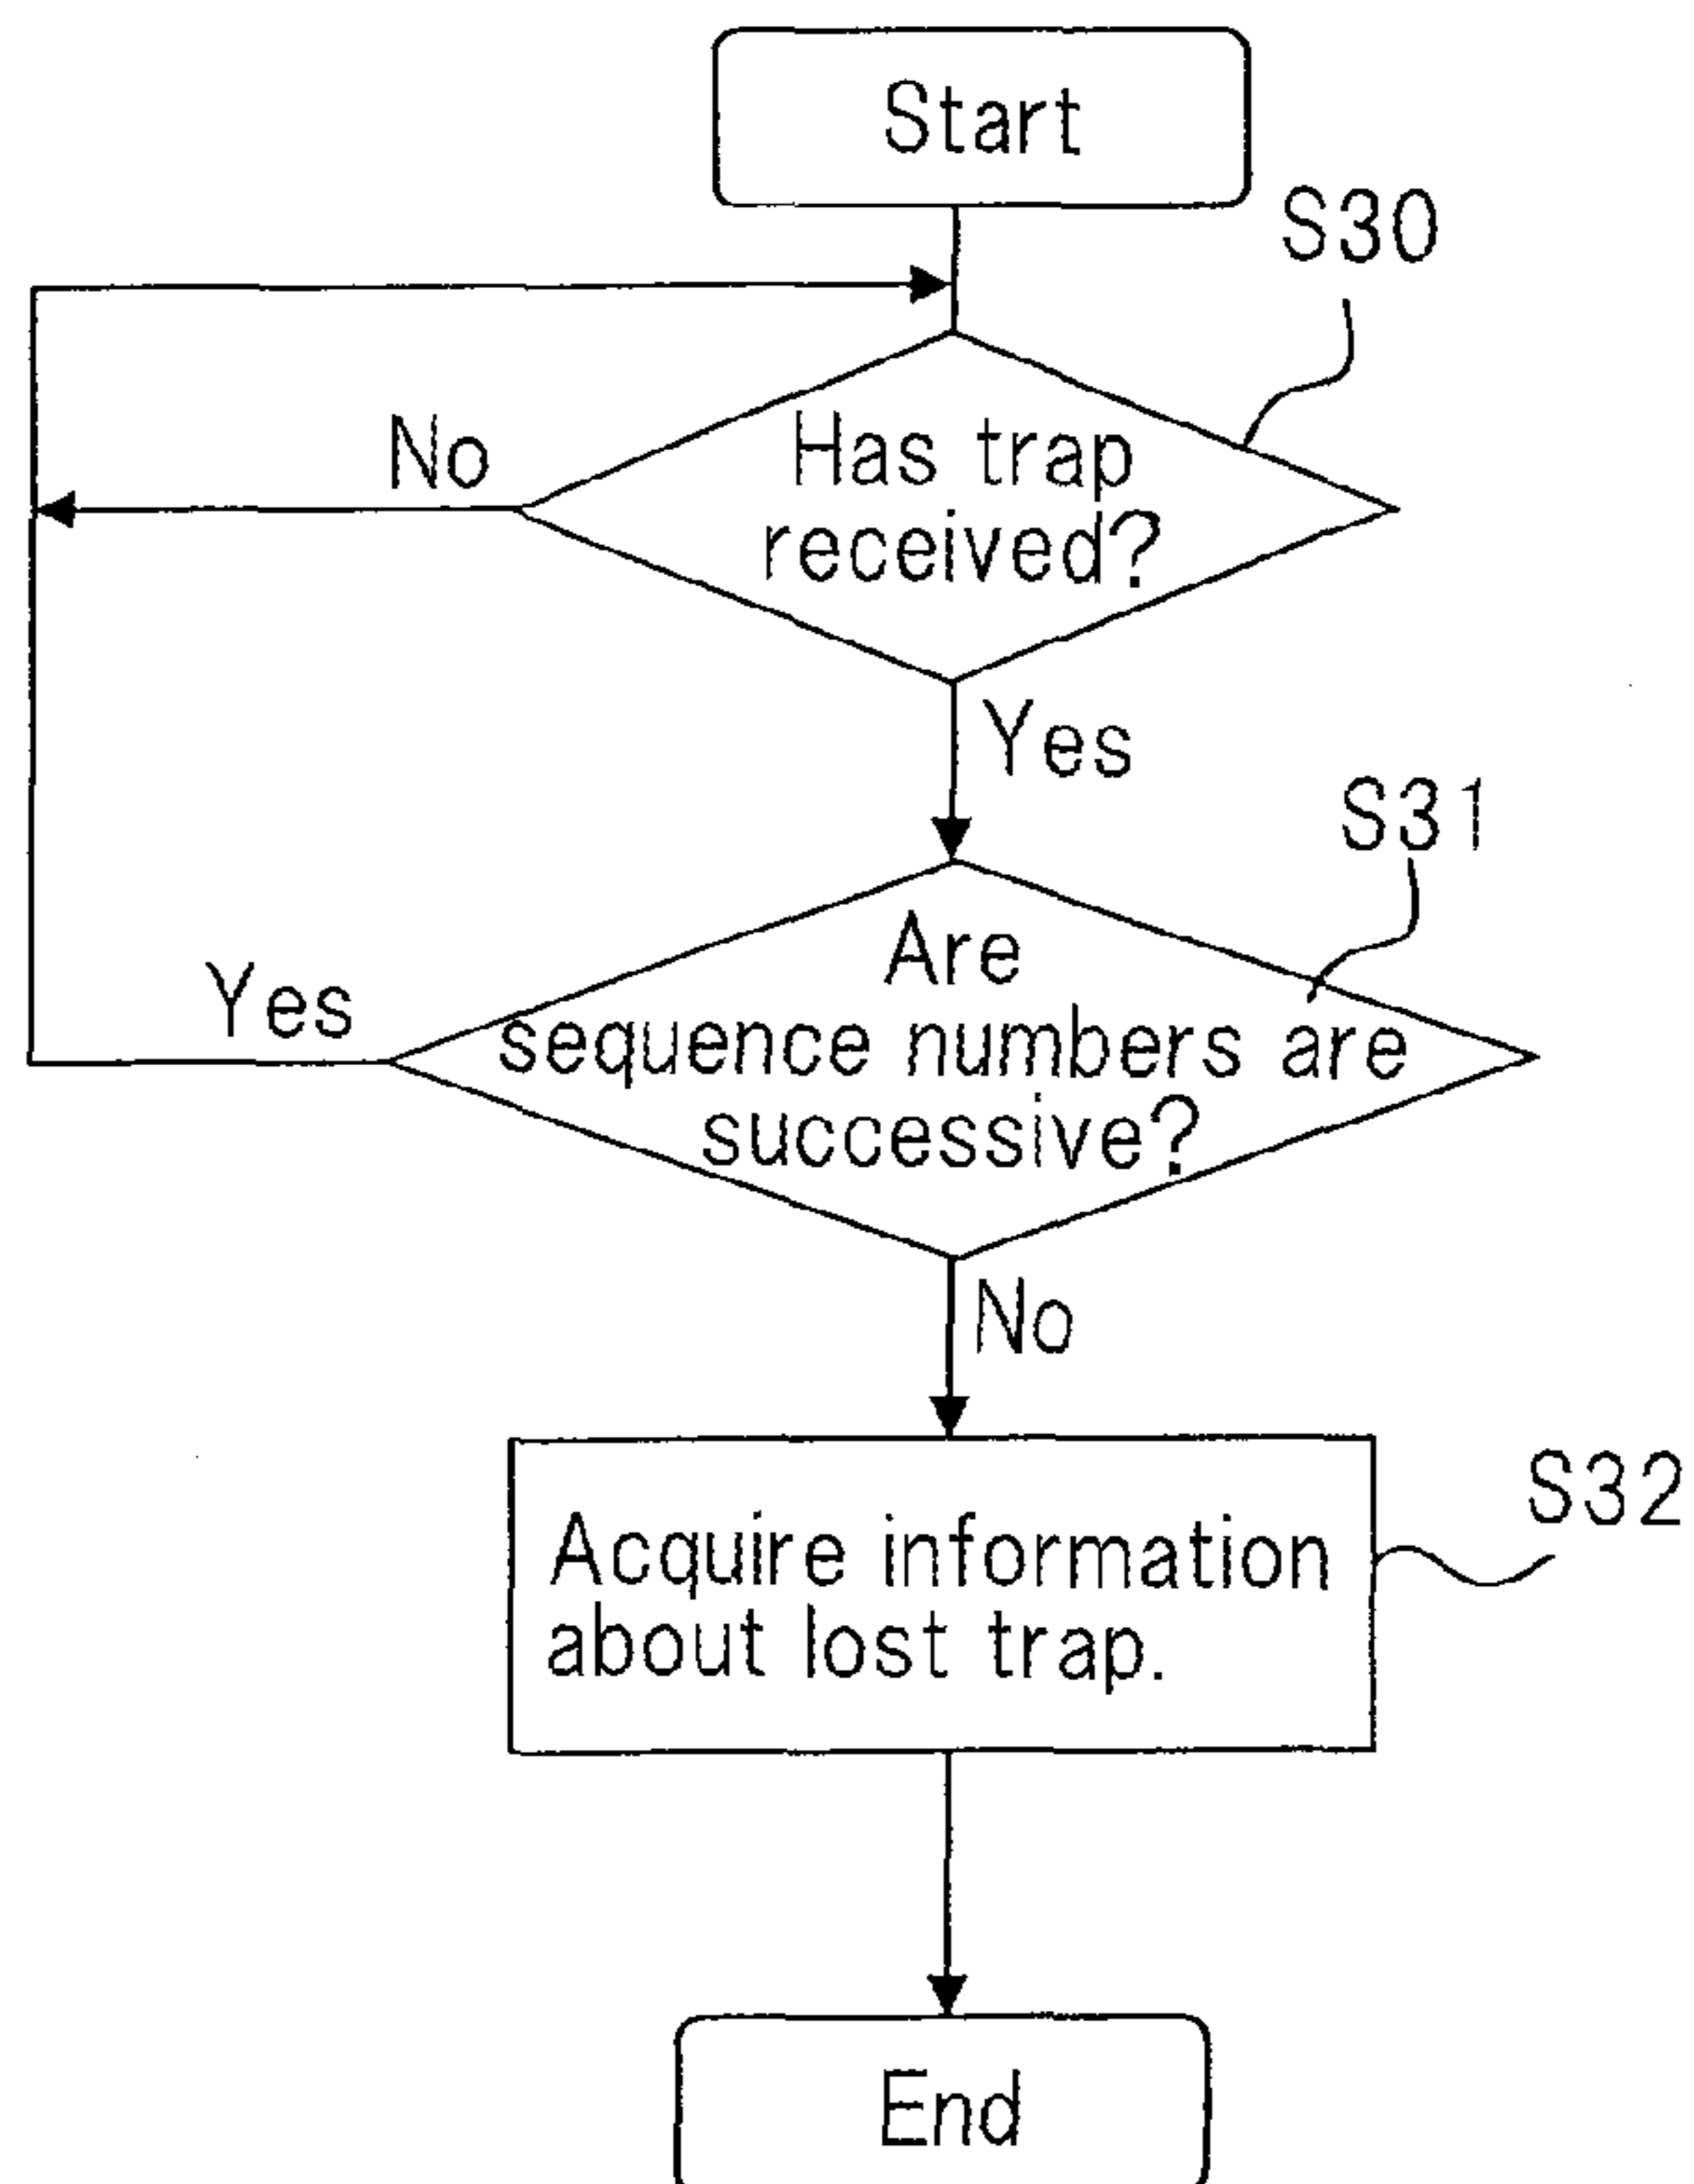 Start
S30
No
Has trap
received?
Yes
S31
Are
Yes
sequence numbers are
successive?
No
S32
Acquire information
about lost trap.
End